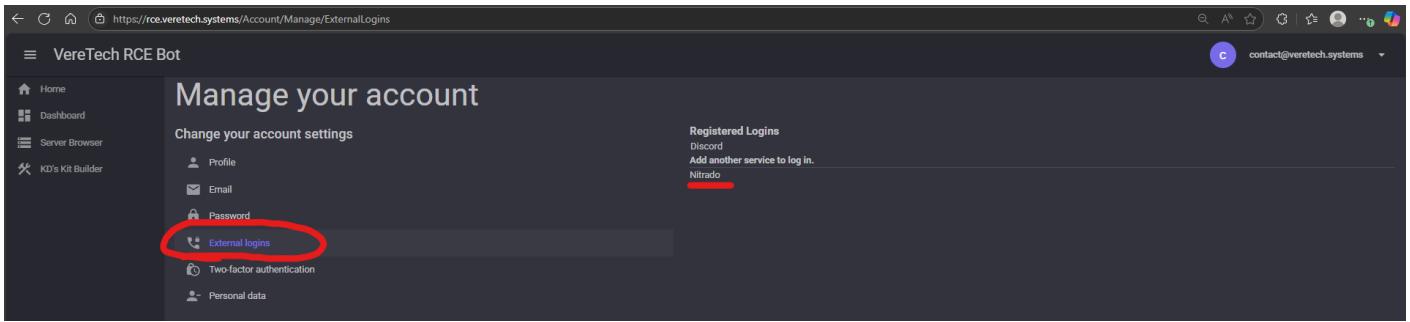 https://rce.veretech.systems/Account/Manage/ExternalLogins
VereTech RCE Bot
C
contact@veretech.systems
Home
Dashboard
Server Browser
KD's Kit Builder
Manage your account
Change your account settings
Profile
Email
Password
External logins
Two-factor authentication
Personal data
Registered Logins
Discord
Add another service to log in.
Nitrado